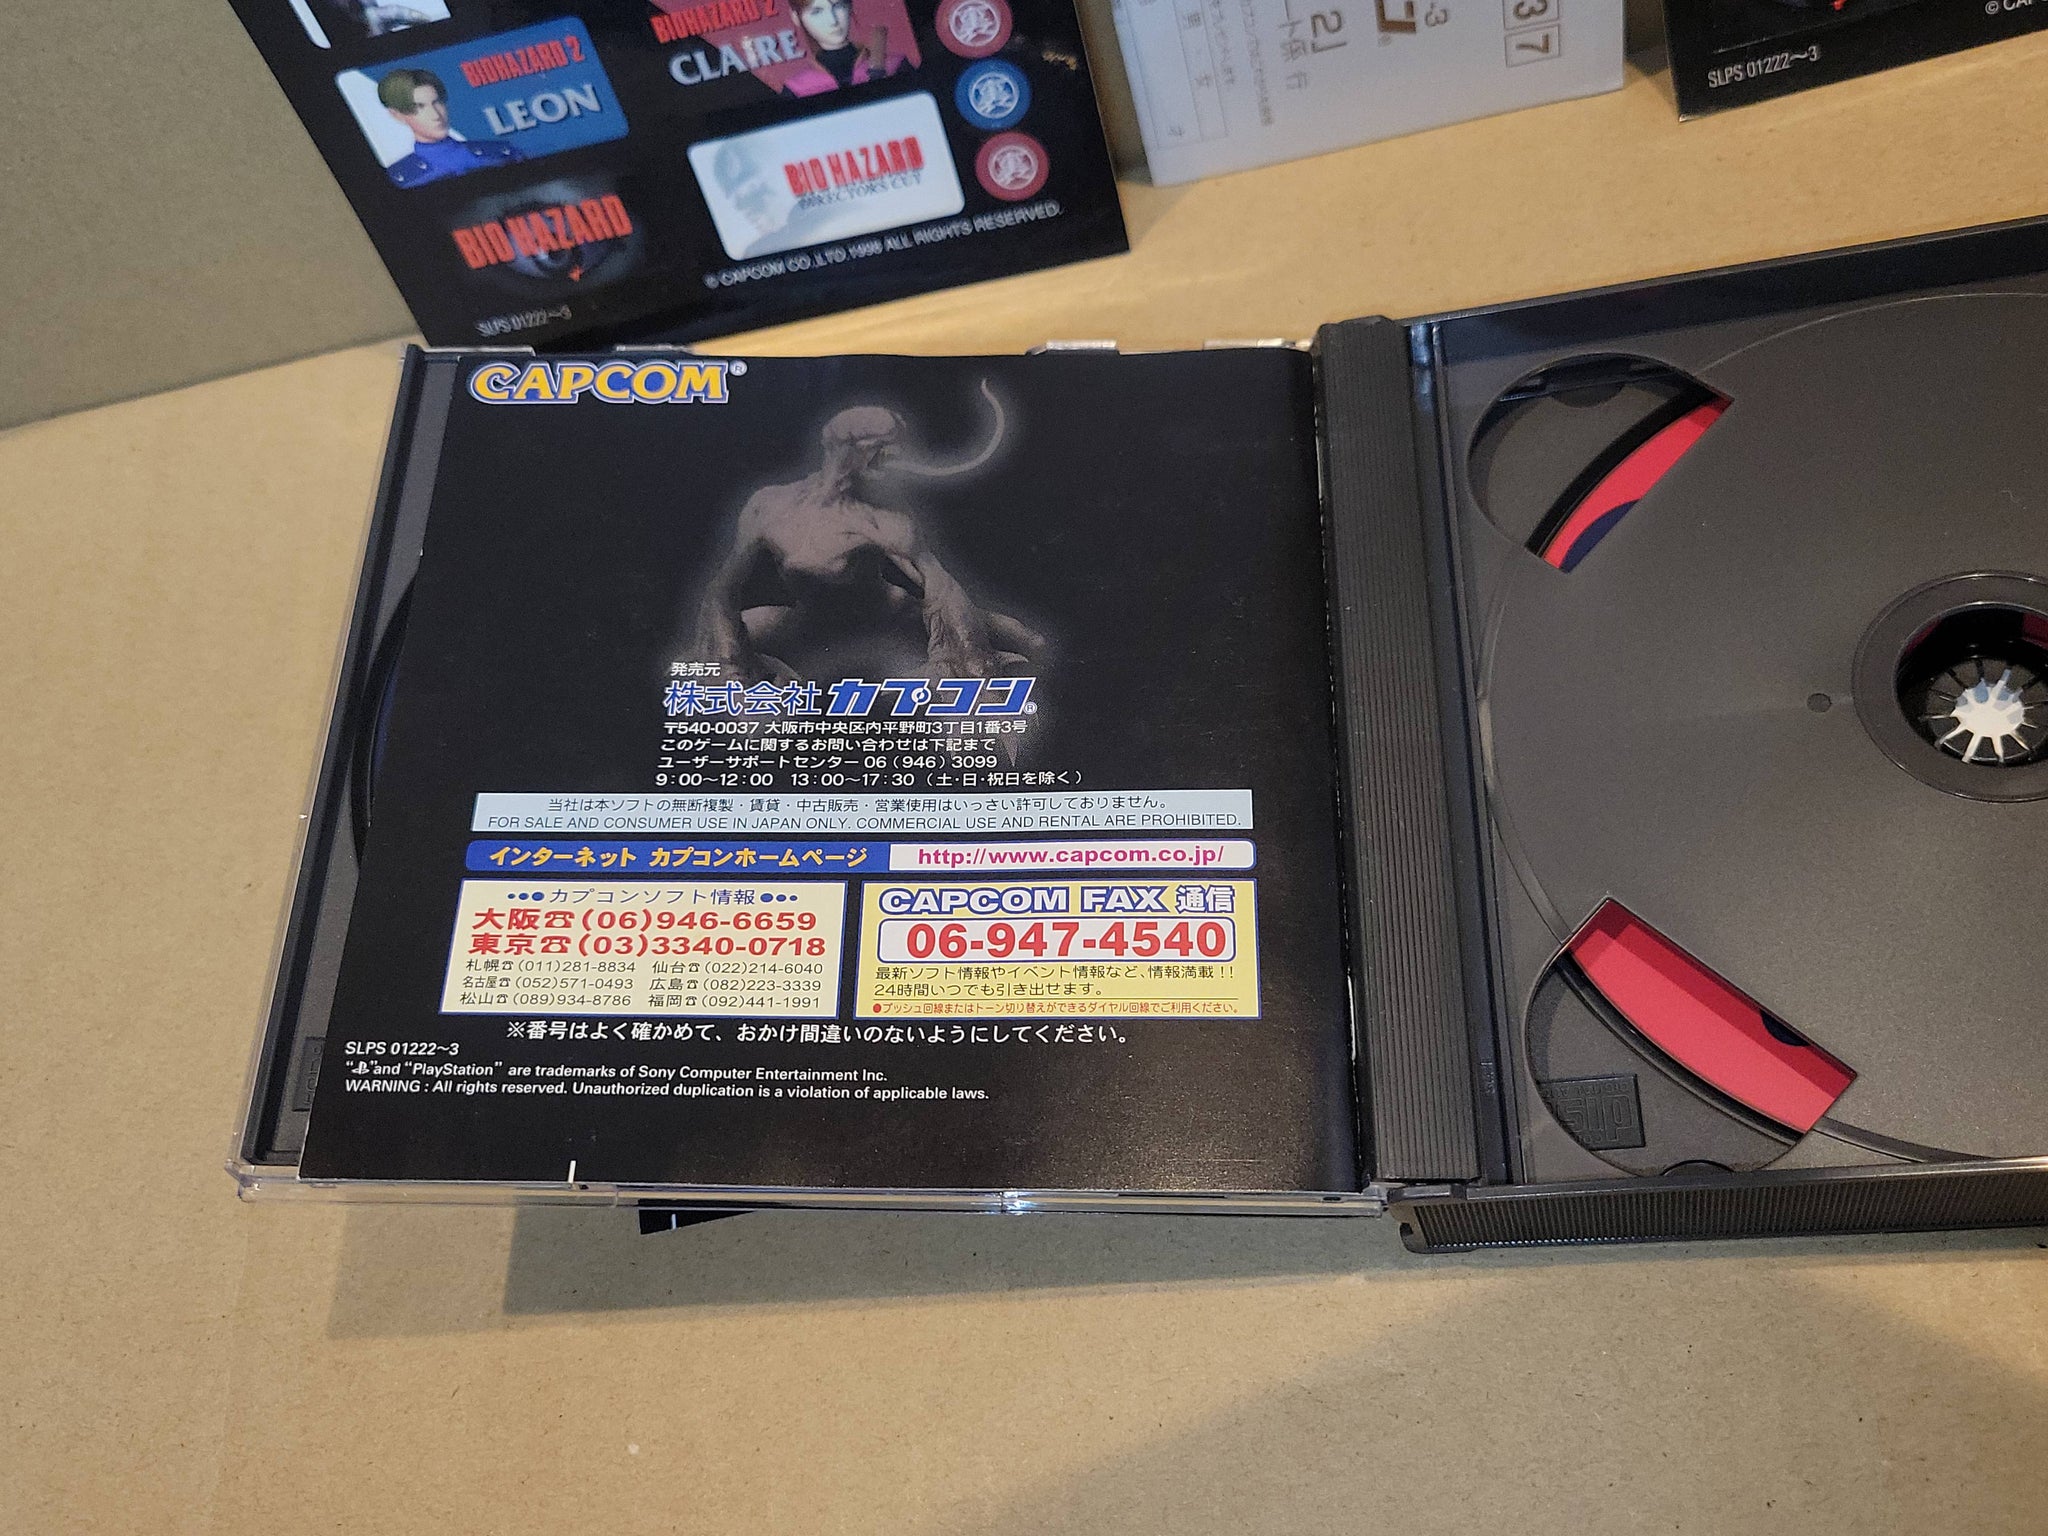 BIOHAZARD 2
LEON
BIOHAZARD 2
CLAIRE
BIO HAZARD
BIO HAZARD
DIRECTOR'S CUT
裏
裏
裏
© CAPCOM CO.,LTD.1998 ALL RIGHTS RESERVED.
SLPS 01222〜3
3 7
SLPS 01222〜3
CAPCOM®
発売元
株式会社カプコン®
〒540-0037 大阪市中央区内平野町3丁目1番3号
このゲームに関するお問い合わせは下記まで
ユーザーサポートセンター 06（946）3099
9：00〜12：00　13：00〜17：30（土・日・祝日を除く）
当社は本ソフトの無断複製・賃貸・中古販売・営業使用はいっさい許可しておりません。
FOR SALE AND CONSUMER USE IN JAPAN ONLY. COMMERCIAL USE AND RENTAL ARE PROHIBITED.
インターネット カプコンホームページ http://www.capcom.co.jp/
●●●カプコンソフト情報●●●
大阪☎(06)946-6659
東京☎(03)3340-0718
札幌☎(011)281-8834 仙台☎(022)214-6040
名古屋☎(052)571-0493 広島☎(082)223-3339
松山☎(089)934-8786 福岡☎(092)441-1991
CAPCOM FAX 通信
06-947-4540
最新ソフト情報やイベント情報など、情報満載！！
24時間いつでも引き出せます。
●プッシュ回線またはトーン切り替えができるダイヤル回線でご利用ください。
※番号はよく確かめて、おかけ間違いのないようにしてください。
SLPS 01222〜3
"PS"and "PlayStation" are trademarks of Sony Computer Entertainment Inc.
WARNING : All rights reserved. Unauthorized duplication is a violation of applicable laws.